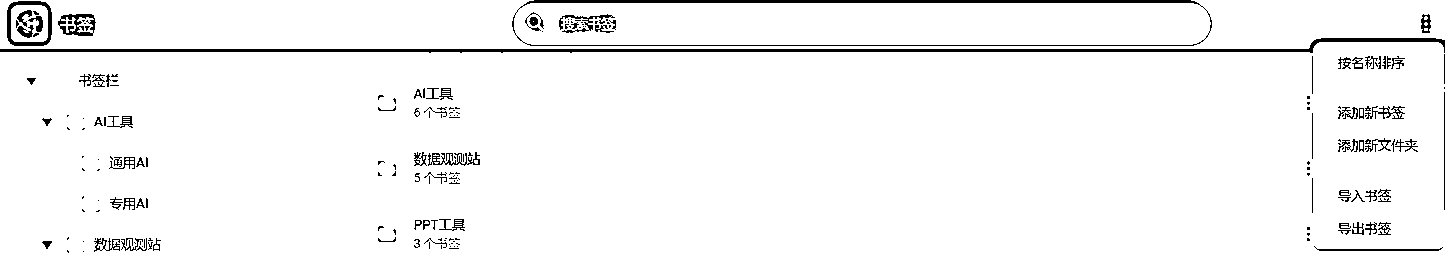 书签
搜索书签
书签栏
AI工具
通用AI
专用AI
数据观测站
AI工具
6 个书签
数据观测站
5 个书签
PPT工具
3 个书签
按名称排序
添加新书签
添加新文件夹
导入书签
导出书签